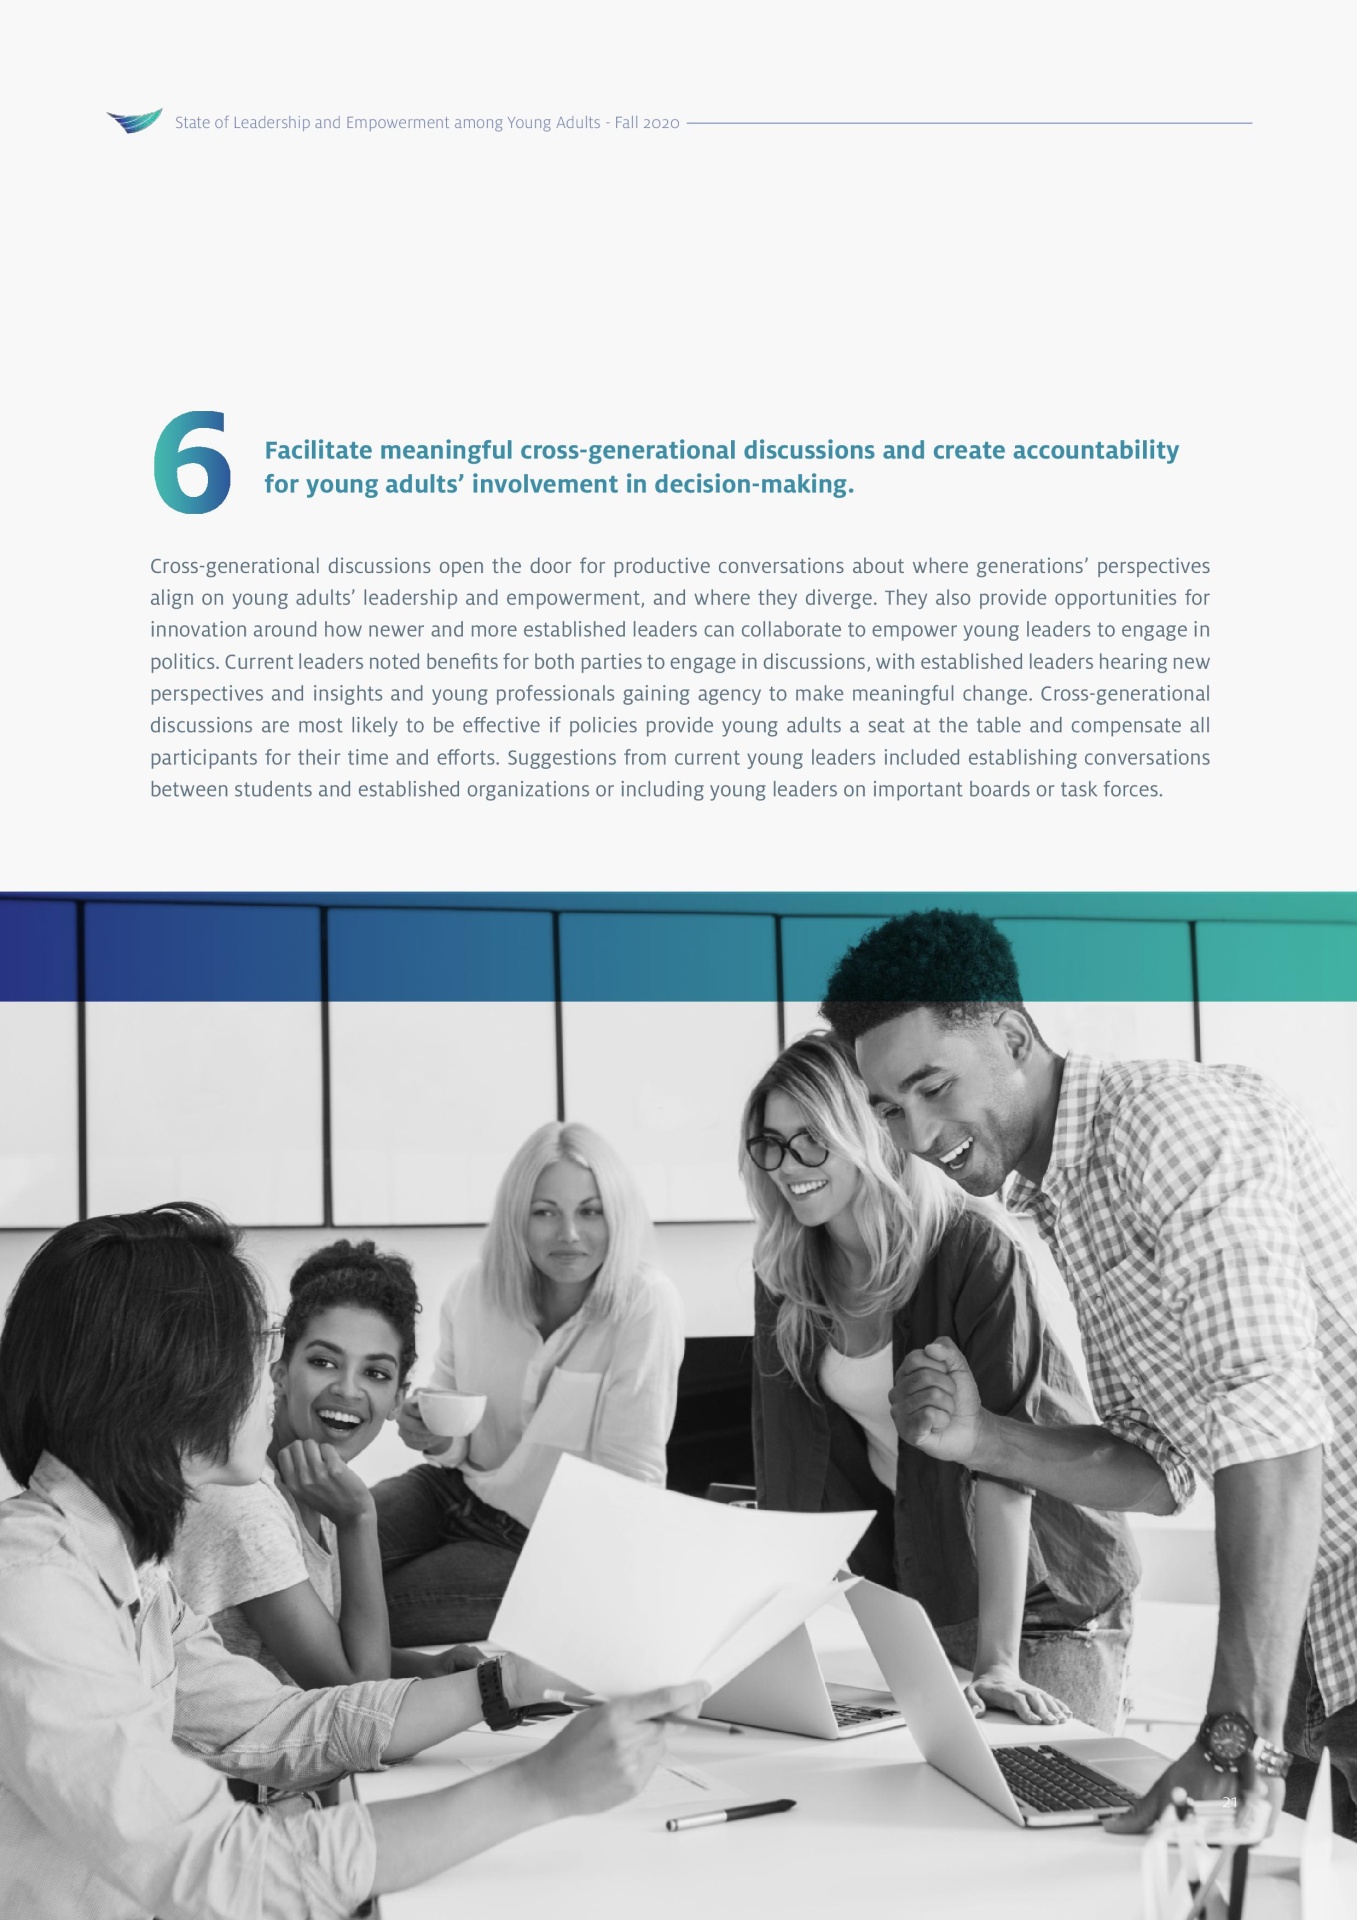 State of Leadership and Empowerment among Young Adults - Fall 2020
6
Facilitate meaningful cross-generational discussions and create accountability
for young adults’ involvement in decision-making.
Cross-generational discussions open the door for productive conversations about where generations’ perspectives
align on young adults’ leadership and empowerment, and where they diverge. They also provide opportunities for
innovation around how newer and more established leaders can collaborate to empower young leaders to engage in
politics. Current leaders noted benefits for both parties to engage in discussions, with established leaders hearing new
perspectives and insights and young professionals gaining agency to make meaningful change. Cross-generational
discussions are most likely to be effective if policies provide young adults a seat at the table and compensate all
participants for their time and efforts. Suggestions from current young leaders included establishing conversations
between students and established organizations or including young leaders on important boards or task forces.
21